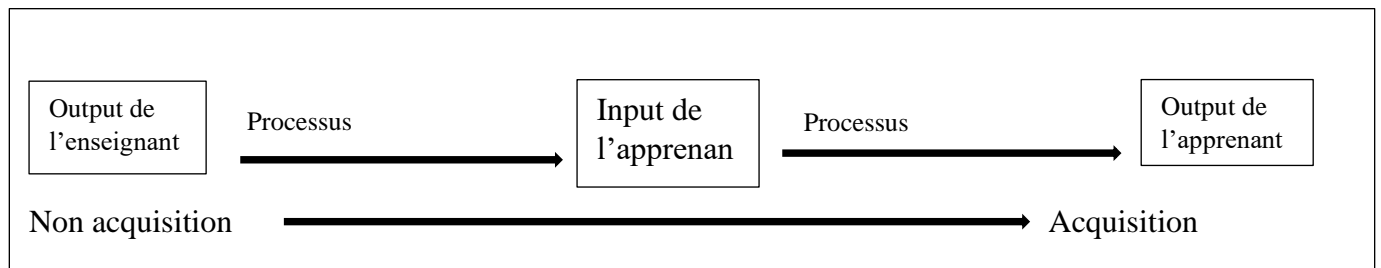 Output de
l’enseignant
Processus
Input de
l’apprenan
Processus
Output de
l’apprenant
Non acquisition
Acquisition